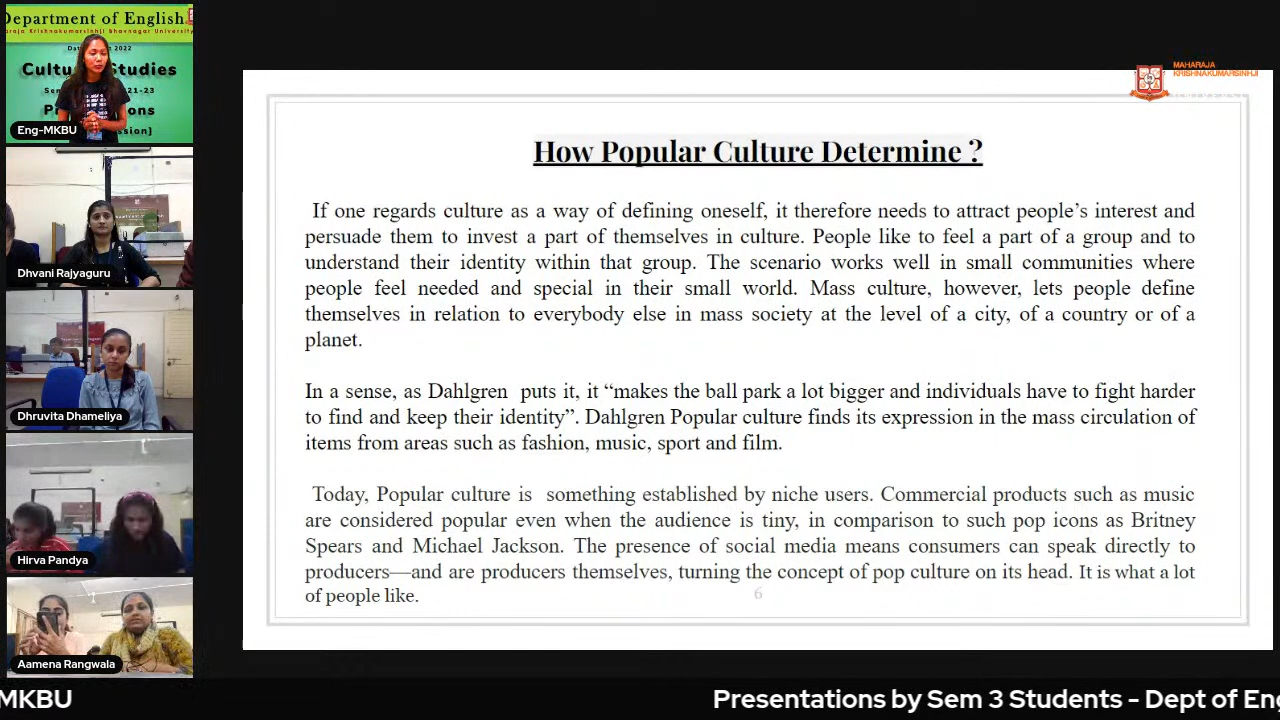 Department of English,
Maharaja Krishnakumarsinhji Bhavnagar University
2022
Studies
21-23
Eng-MKBU
Dhvani Rajyaguru
Dhruvita Dhameliya
Hirva Pandya
Aamena Rangwala
MAHARAJA
KRISHNAKUMARSINHJI
How Popular Culture Determine ?
If one regards culture as a way of defining oneself, it therefore needs to attract people’s interest and
persuade them to invest a part of themselves in culture. People like to feel a part of a group and to
understand their identity within that group. The scenario works well in small communities where
people feel needed and special in their small world. Mass culture, however, lets people define
themselves in relation to everybody else in mass society at the level of a city, of a country or of a
planet.
In a sense, as Dahlgren puts it, it “makes the ball park a lot bigger and individuals have to fight harder
to find and keep their identity”. Dahlgren Popular culture finds its expression in the mass circulation of
items from areas such as fashion, music, sport and film.
Today, Popular culture is something established by niche users. Commercial products such as music
are considered popular even when the audience is tiny, in comparison to such pop icons as Britney
Spears and Michael Jackson. The presence of social media means consumers can speak directly to
producers—and are producers themselves, turning the concept of pop culture on its head. It is what a lot
of people like.
6
MKBU
Presentations by Sem 3 Students - Dept of Eng